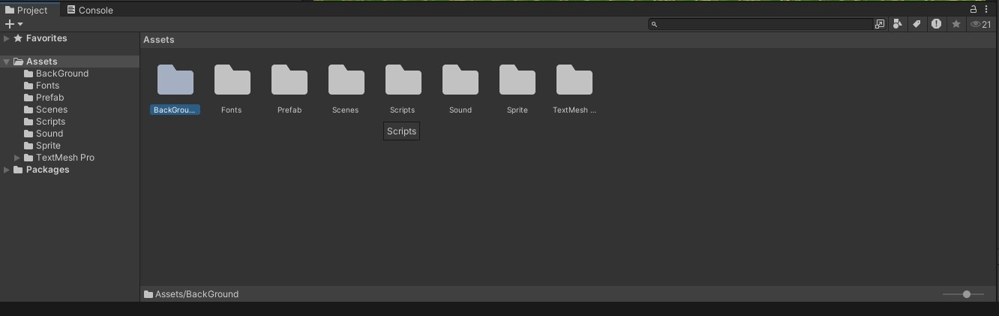 Project
Console
21
Favorites
Assets
BackGround
Fonts
Prefab
Scenes
Scripts
Sound
Sprite
TextMesh Pro
Packages
Assets
BackGrou...
Fonts
Prefab
Scenes
Scripts
Sound
Sprite
TextMesh ...
Scripts
Assets/BackGround